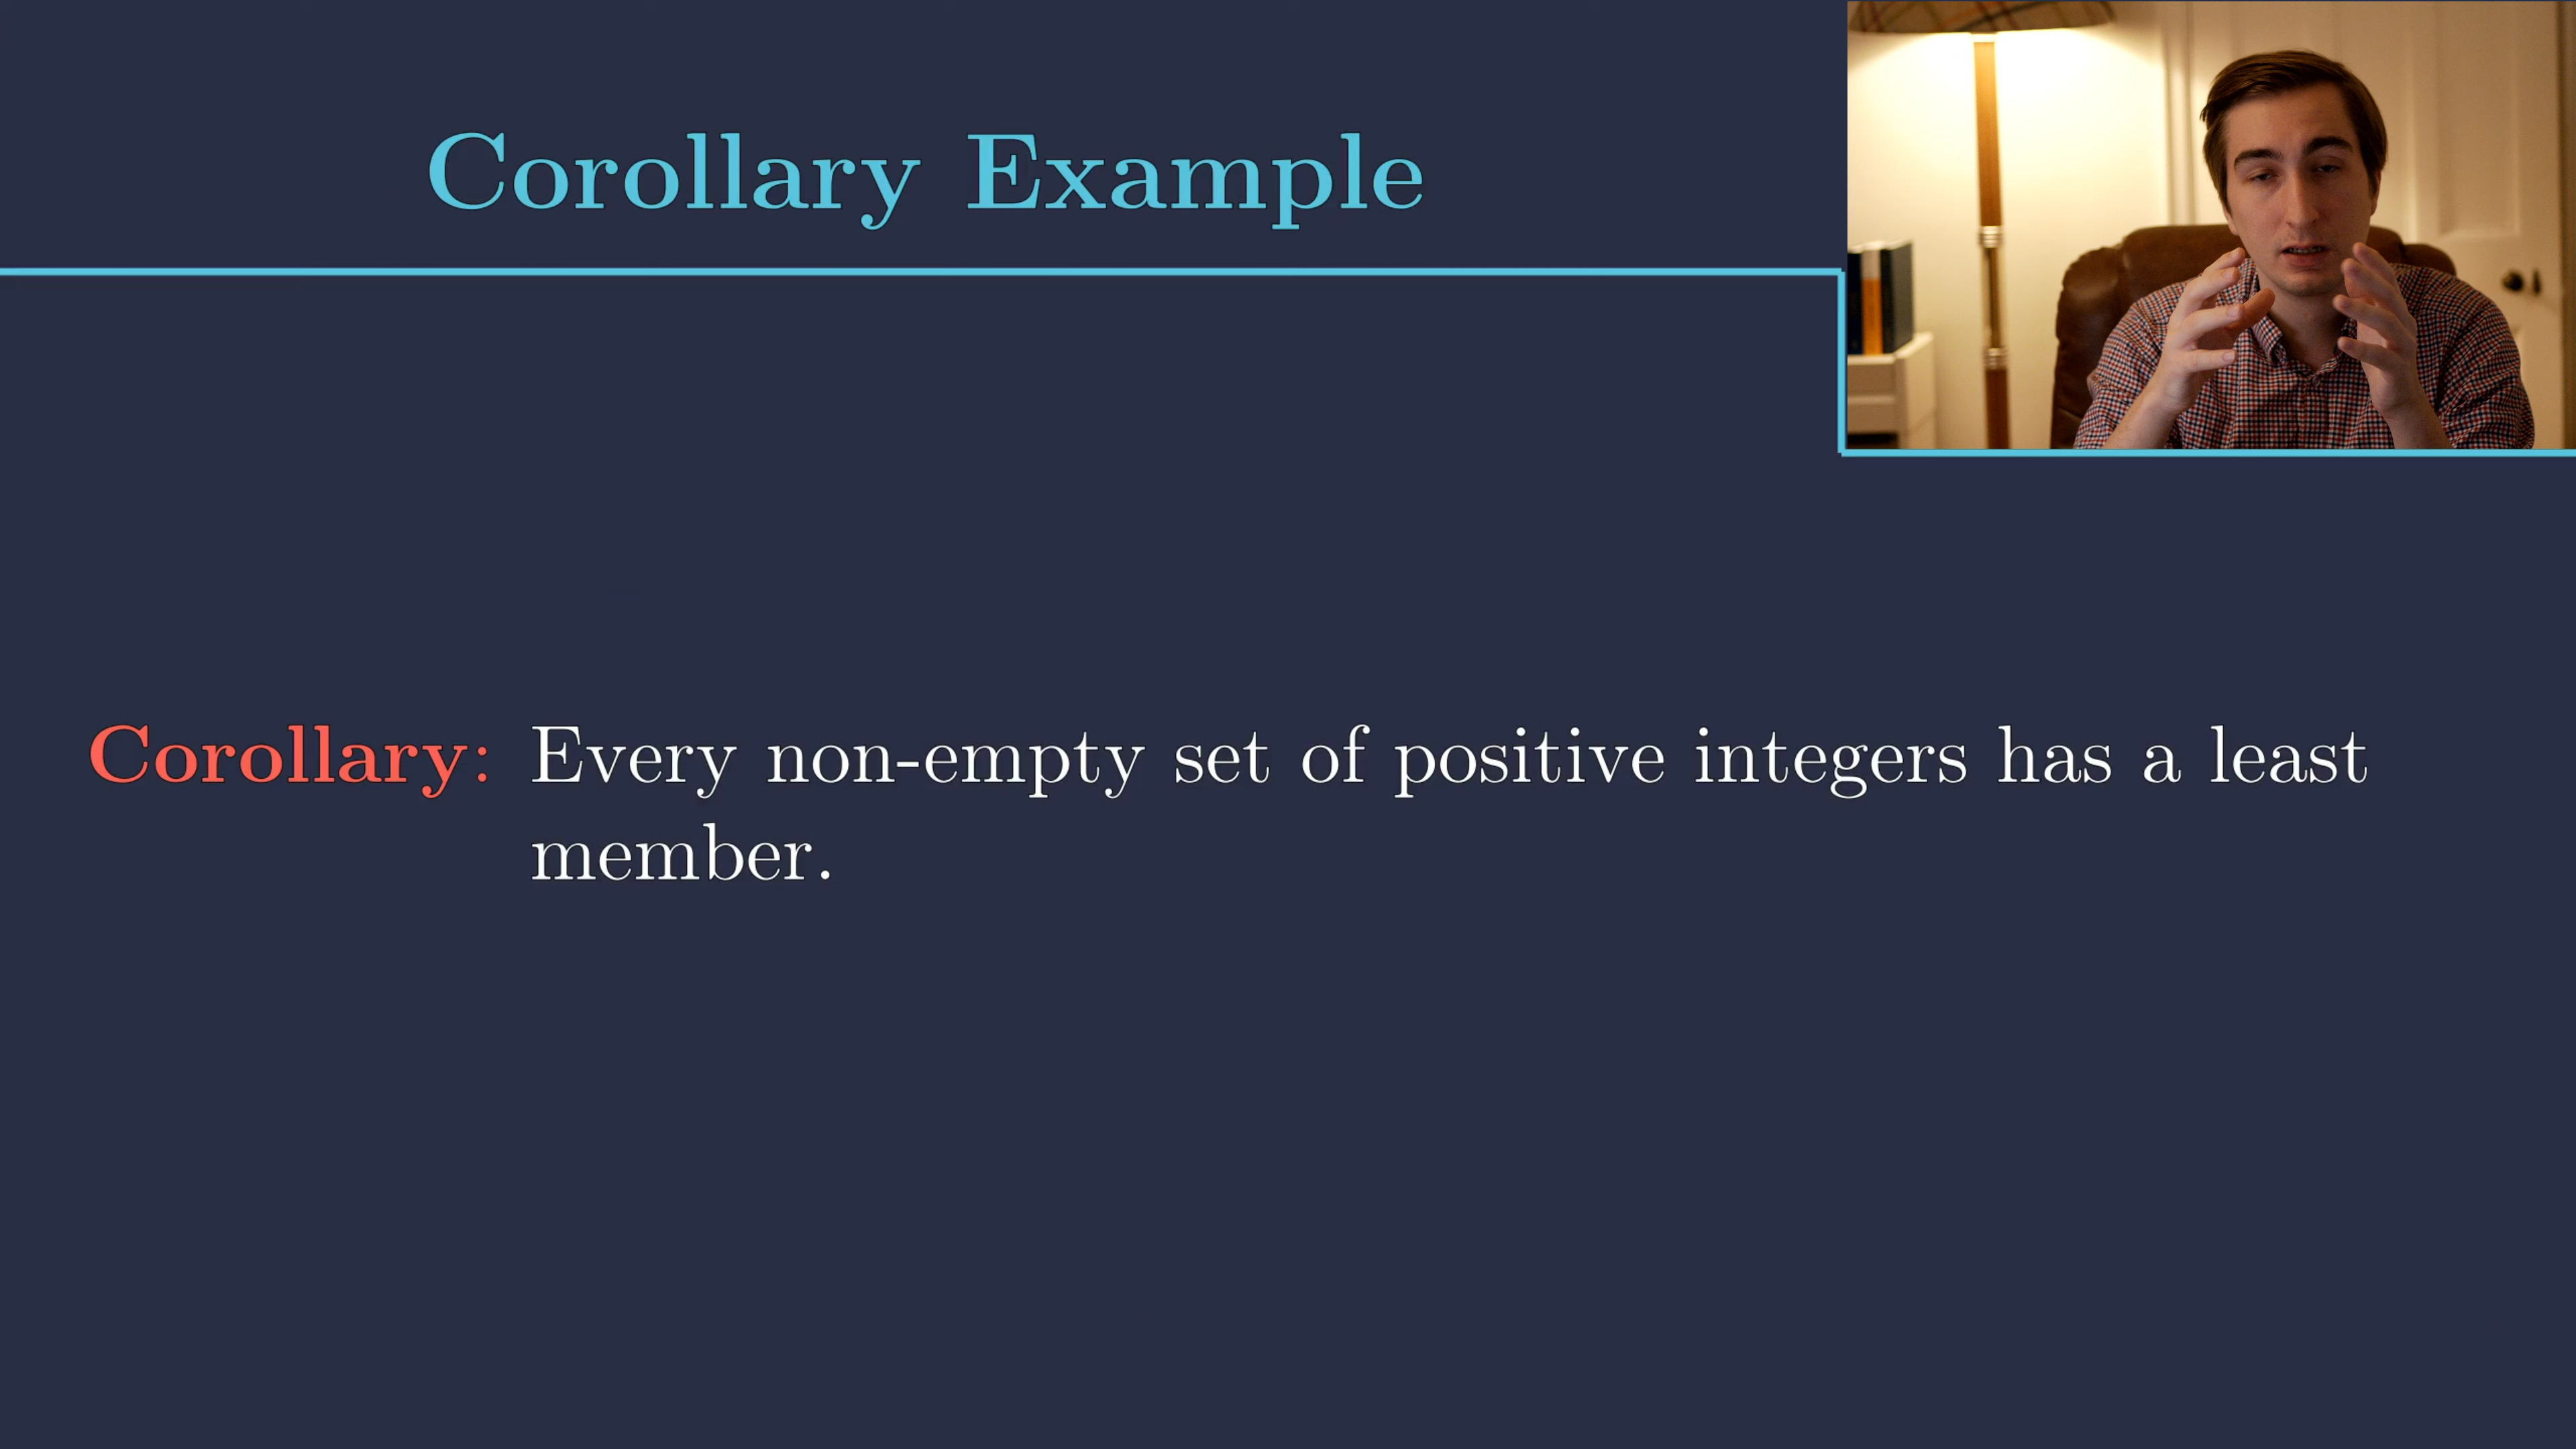 Corollary Example
Corollary: Every non-empty set of positive integers has a least
member.